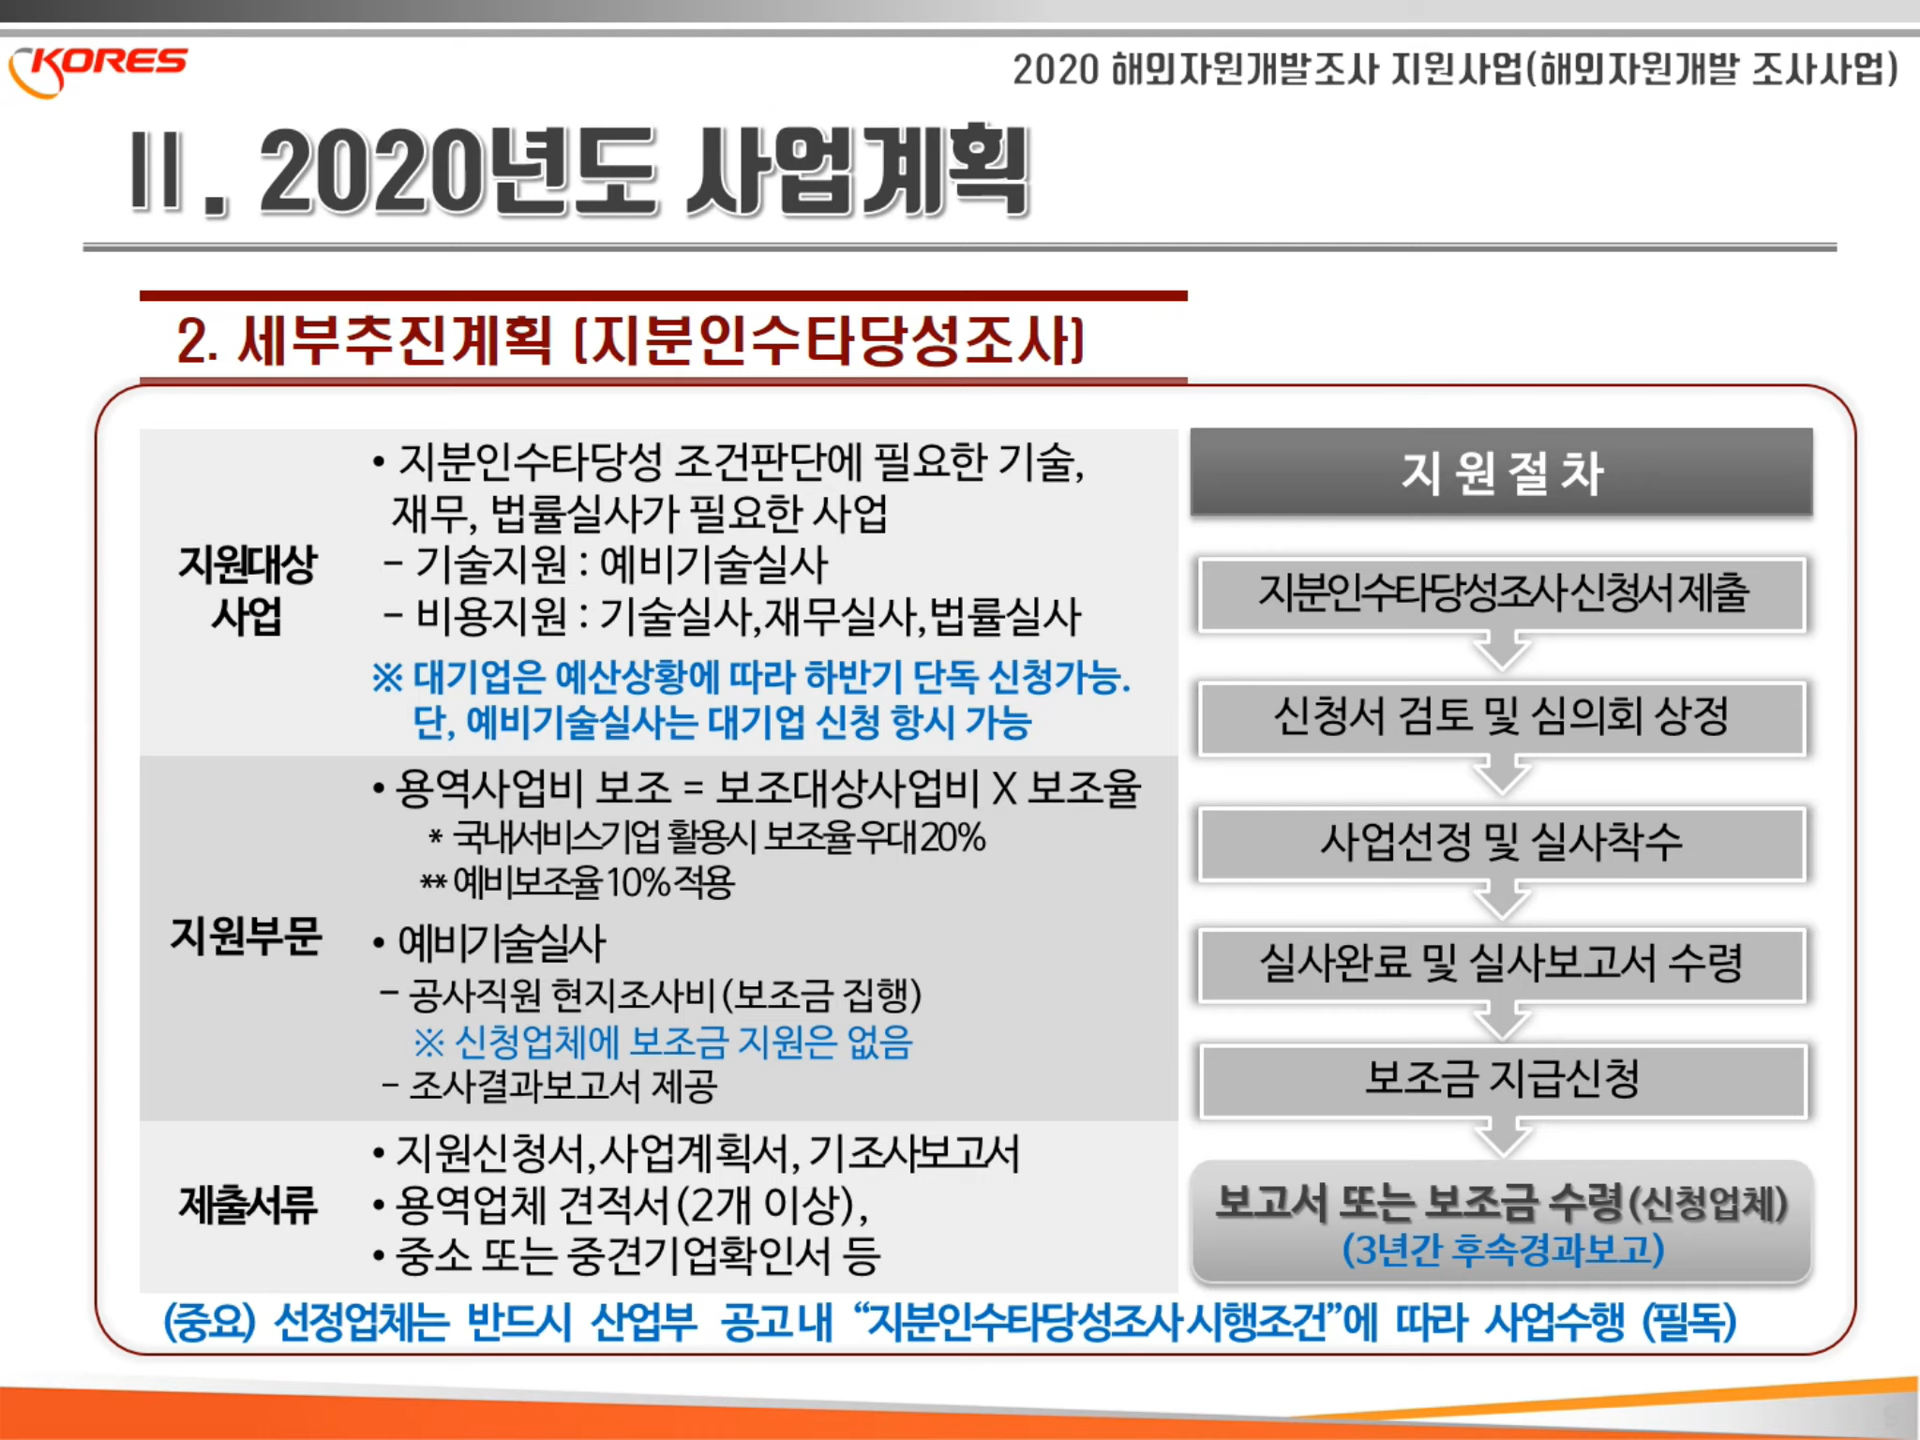 KORES
2020 해외자원개발조사 지원사업(해외자원개발 조사사업)
Ⅱ. 2020년도 사업계획
2. 세부추진계획 (지분인수타당성조사)
지원대상
사업
• 지분인수타당성 조건판단에 필요한 기술,
재무, 법률실사가 필요한 사업
- 기술지원 : 예비기술실사
- 비용지원 : 기술실사,재무실사,법률실사
※ 대기업은 예산상황에 따라 하반기 단독 신청가능.
단, 예비기술실사는 대기업 신청 항시 가능
지원부문
• 용역사업비 보조 = 보조대상사업비 X 보조율
* 국내서비스기업 활용시 보조율우대20%
** 예비보조율10%적용
• 예비기술실사
- 공사직원 현지조사비(보조금 집행)
※ 신청업체에 보조금 지원은 없음
- 조사결과보고서 제공
제출서류
• 지원신청서,사업계획서, 기조사보고서
• 용역업체 견적서(2개 이상),
• 중소 또는 중견기업확인서 등
지원절차
지분인수타당성조사 신청서 제출
신청서 검토 및 심의회 상정
사업선정 및 실사착수
실사완료 및 실사보고서 수령
보조금 지급신청
보고서 또는 보조금 수령(신청업체)
(3년간 후속경과보고)
(중요) 선정업체는 반드시 산업부 공고내 “지분인수타당성조사시행조건”에 따라 사업수행 (필독)